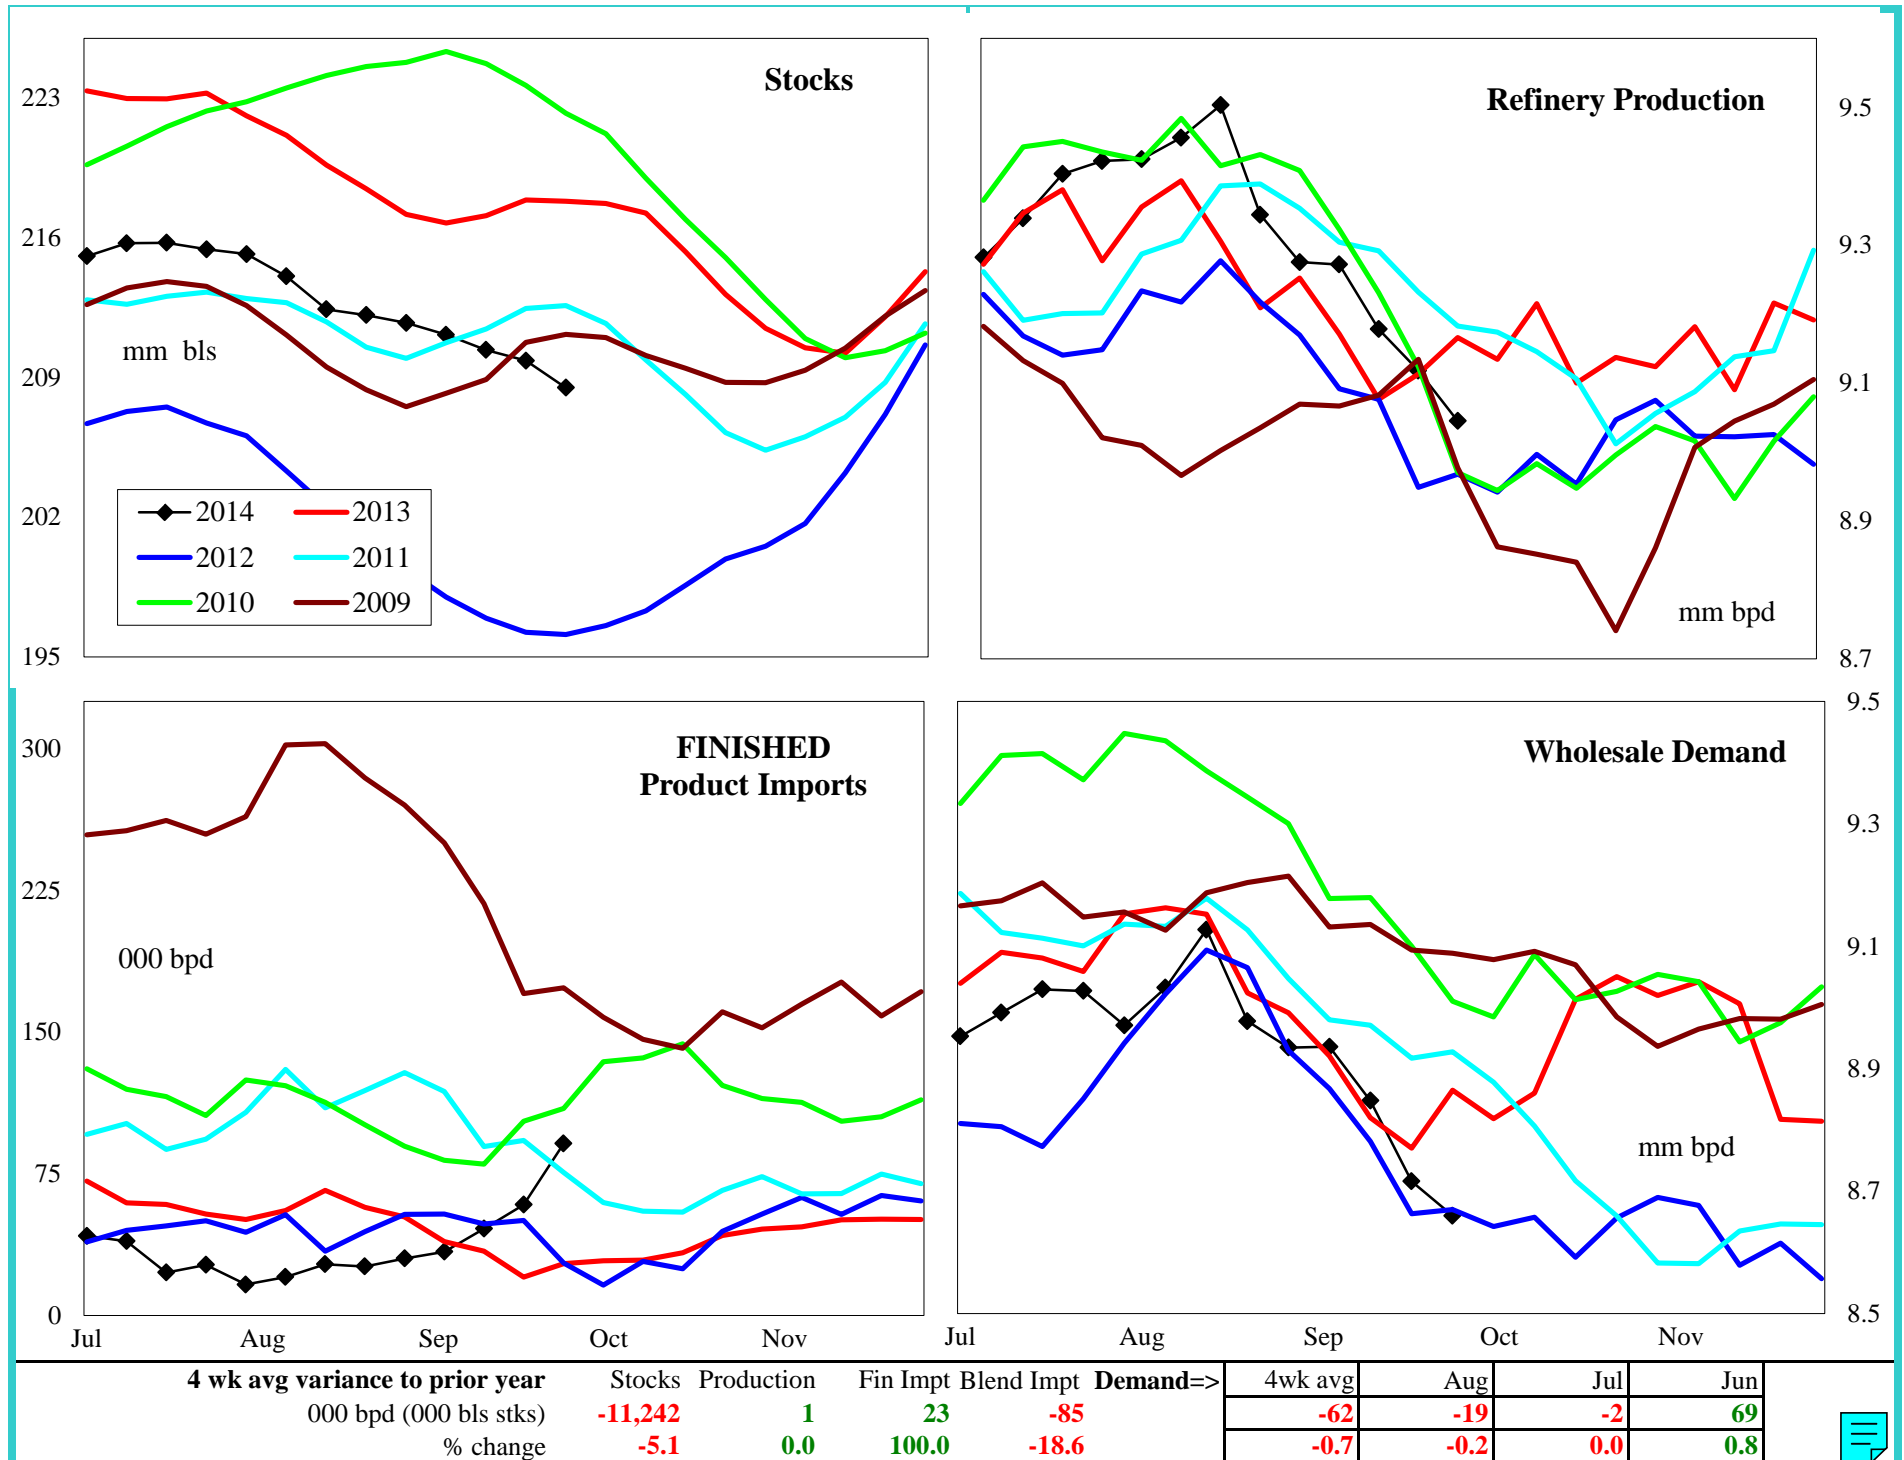 Stocks
223
216
209
202
195
mm bls
2014 2013
2012 2011
2010 2009
Refinery Production
9.5
9.3
9.1
8.9
8.7
mm bpd
FINISHED
Product Imports
300
225
150
75
0
000 bpd
Jul Aug Sep Oct Nov
Wholesale Demand
9.5
9.3
9.1
8.9
8.7
8.5
mm bpd
Jul Aug Sep Oct Nov
4 wk avg variance to prior year Stocks Production Fin Impt Blend Impt Demand=> 4wk avg Aug Jul Jun
000 bpd (000 bls stks) -11,242 1 23 -85 -62 -19 -2 69
% change -5.1 0.0 100.0 -18.6 -0.7 -0.2 0.0 0.8